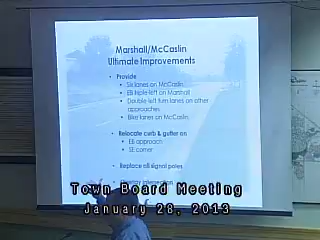 Marshall/McCaslin
Ultimate Improvements
• Provide
• Six lanes on McCaslin
• EB triple left on Marshall
• Double left turn lanes on other
approaches
• Bike lanes on McCaslin
• Relocate curb & gutter on
• EB approach
• SE corner
• Replace all signal poles
Town Board Meeting
January 28, 2013